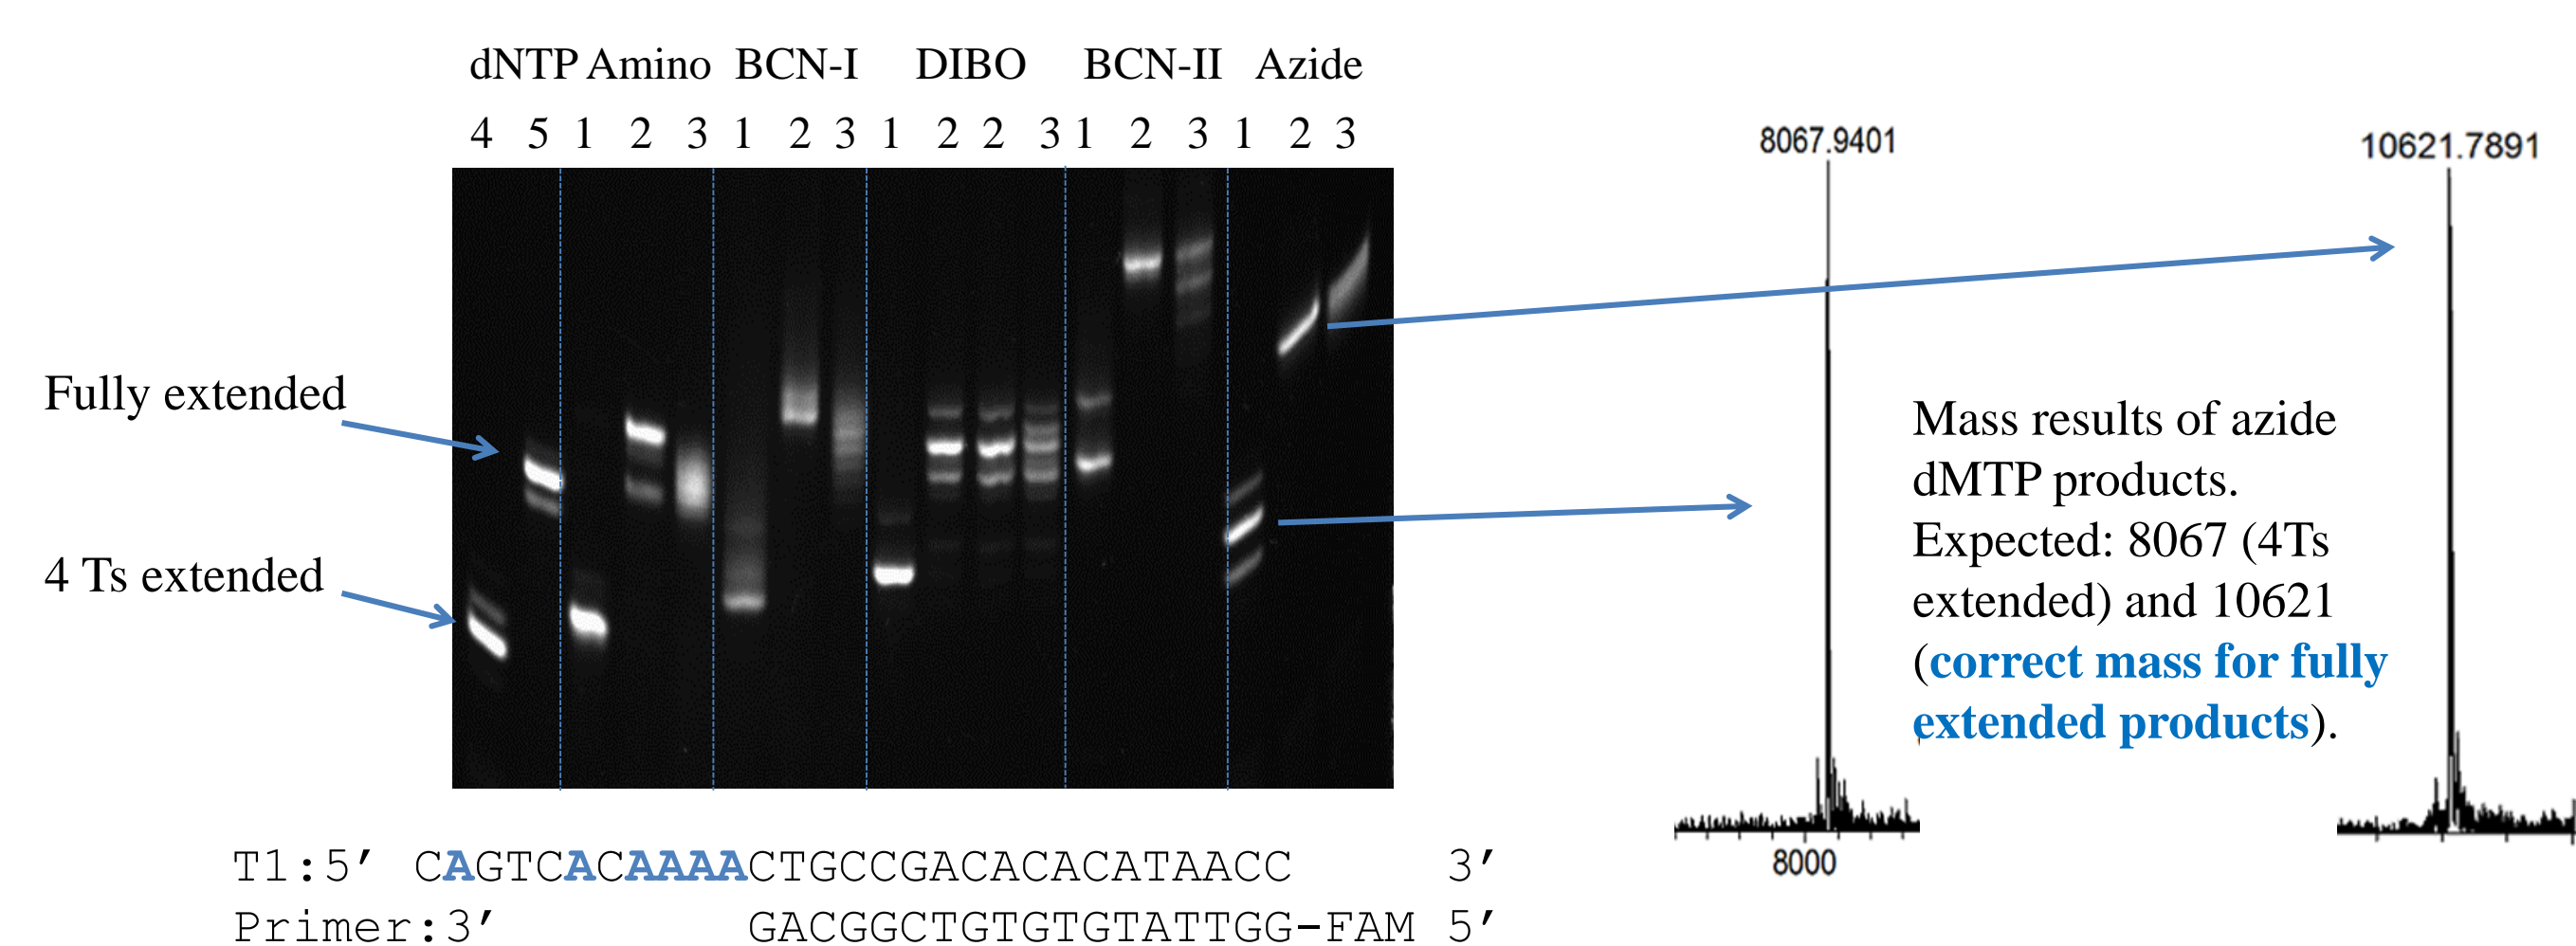 dNTP Amino BCN-I DIBO BCN-II Azide
4 5 1 2 3 1 2 3 1 2 2 3 1 2 3 1 2 3
8067.9401
10621.7891
Fully extended
4 Ts extended
Mass results of azide
dMTP products.
Expected: 8067 (4Ts
extended) and 10621
(correct mass for fully
extended products).
8000
T1:5′ CAGTCACAAAACTGCCGACACACATAACC 3′
Primer:3′ GACGGCTGTGTGTATTGG-FAM 5′